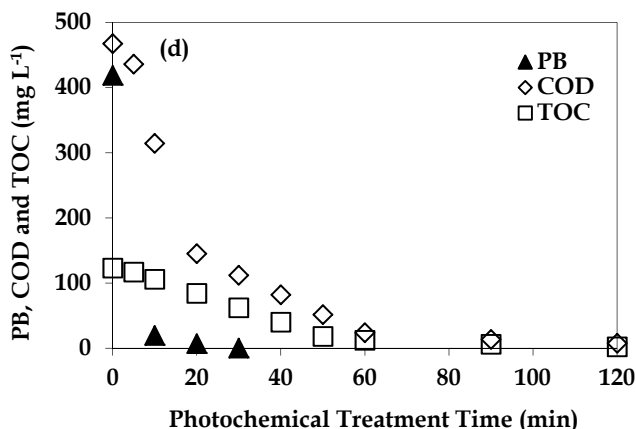 500
400
300
200
100
0
PB, COD and TOC (mg L-1)
(d)
PB
COD
TOC
0 20 40 60 80 100 120
Photochemical Treatment Time (min)